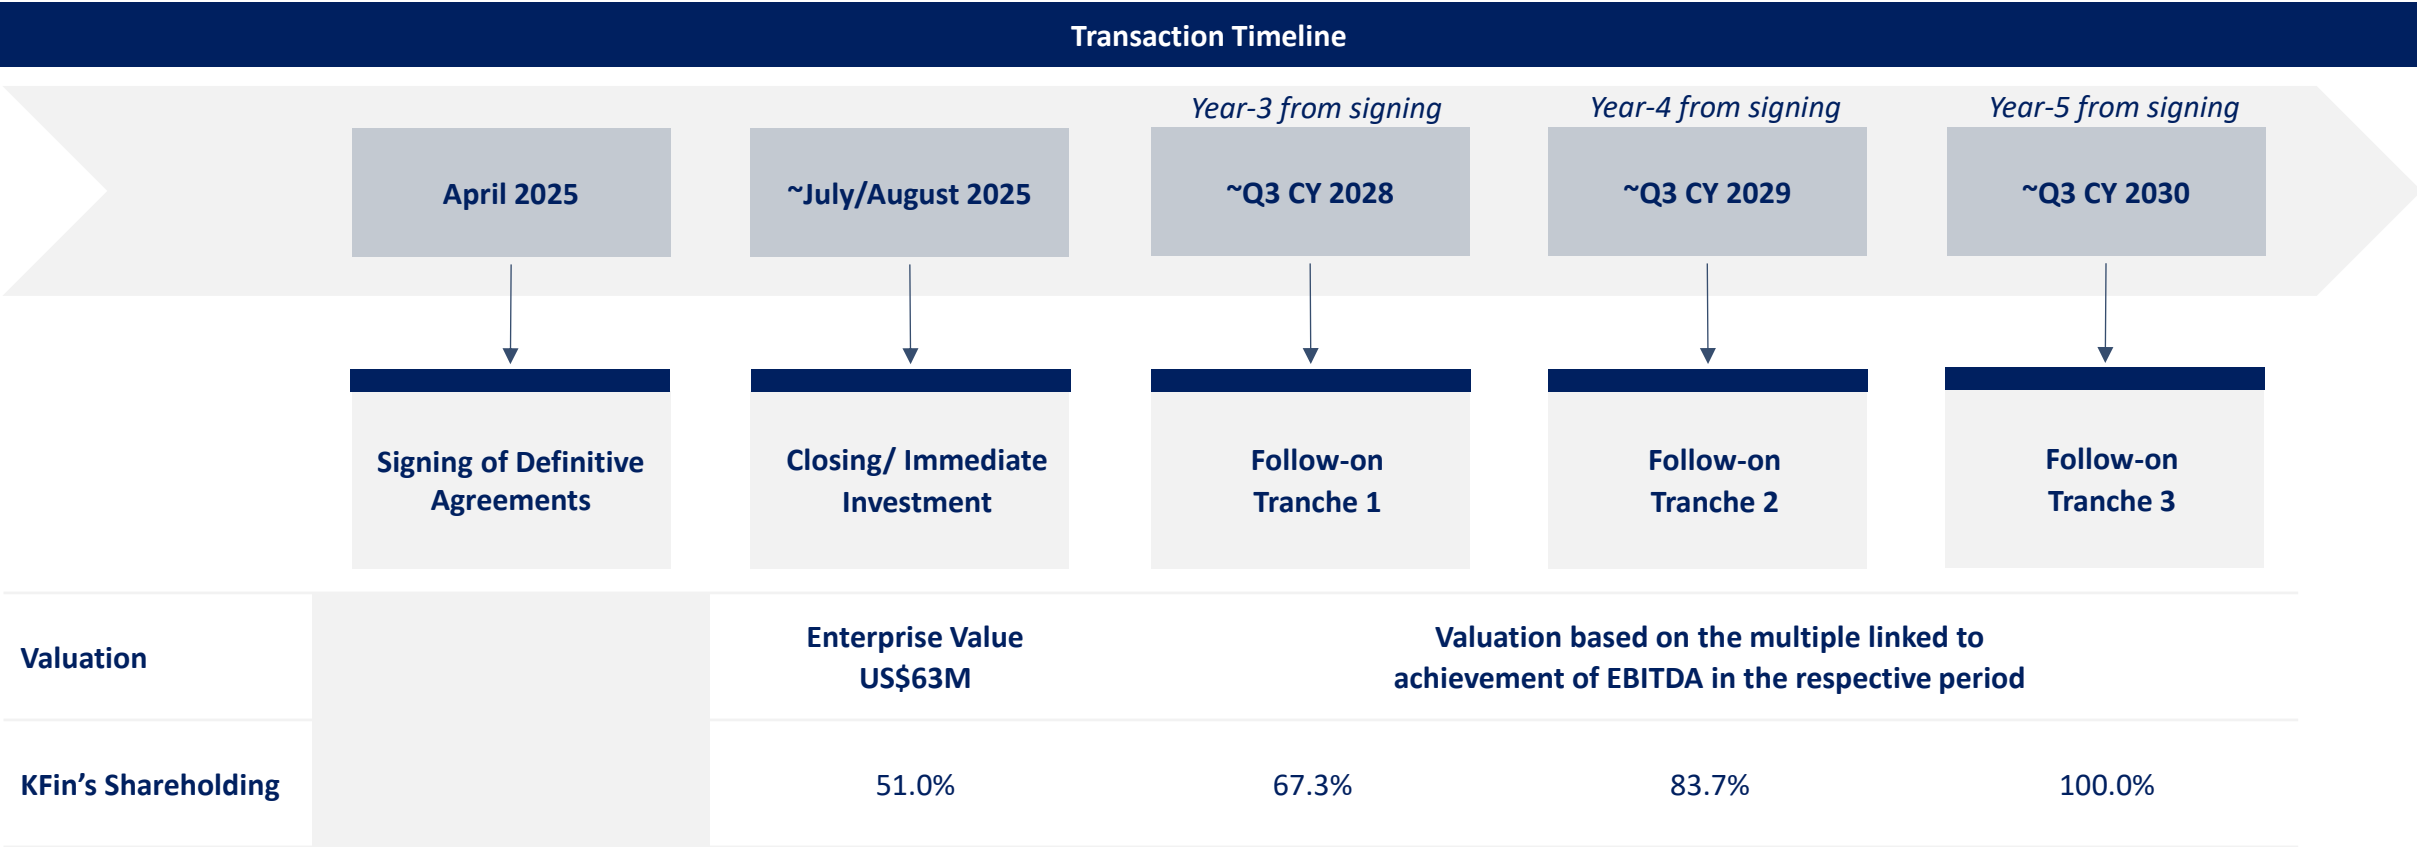 Transaction Timeline
Year-3 from signing
Year-4 from signing
Year-5 from signing
April 2025
~July/August 2025
~Q3 CY 2028
~Q3 CY 2029
~Q3 CY 2030
Signing of Definitive
Agreements
Closing/ Immediate
Investment
Follow-on
Tranche 1
Follow-on
Tranche 2
Follow-on
Tranche 3
Valuation
Enterprise Value
US$63M
Valuation based on the multiple linked to
achievement of EBITDA in the respective period
KFin’s Shareholding
51.0%
67.3%
83.7%
100.0%